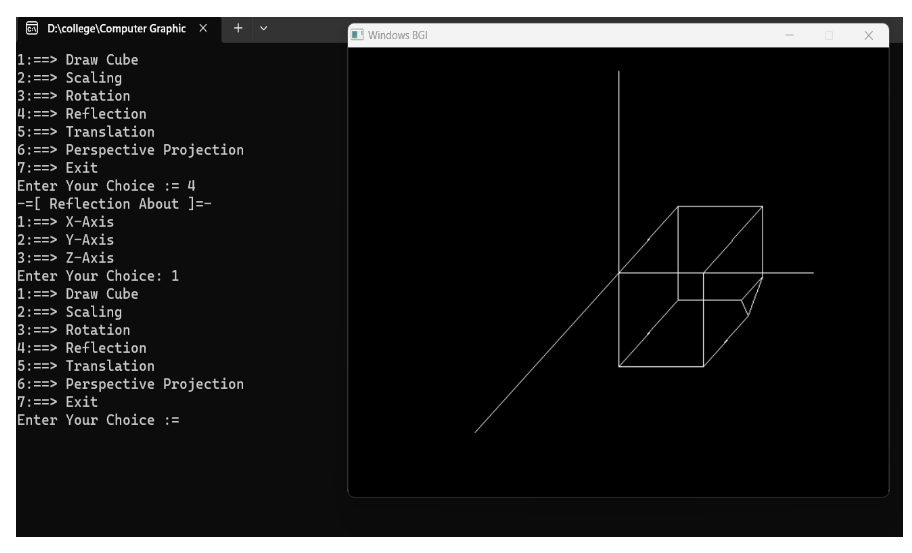 D:\college\Computer Graphic
Windows BGI
1:==> Draw Cube
2:==> Scaling
3:==> Rotation
4:==> Reflection
5:==> Translation
6:==> Perspective Projection
7:==> Exit
Enter Your Choice := 4
-=[ Reflection About ]=-
1:==> X-Axis
2:==> Y-Axis
3:==> Z-Axis
Enter Your Choice: 1
1:==> Draw Cube
2:==> Scaling
3:==> Rotation
4:==> Reflection
5:==> Translation
6:==> Perspective Projection
7:==> Exit
Enter Your Choice :=